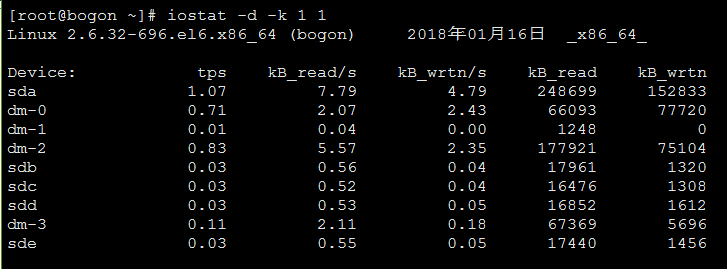 [root@bogon ~]# iostat -d -k 1 1
Linux 2.6.32-696.el6.x86_64 (bogon)     2018年01月16日  _x86_64_
Device:            tps    kB_read/s    kB_wrtn/s    kB_read    kB_wrtn
sda               1.07         7.79         4.79     248699     152833
dm-0              0.71         2.07         2.43      66093      77720
dm-1              0.01         0.04         0.00       1248          0
dm-2              0.83         5.57         2.35     177921      75104
sdb               0.03         0.56         0.04      17961       1320
sdc               0.03         0.52         0.04      16476       1308
sdd               0.03         0.53         0.05      16852       1612
dm-3              0.11         2.11         0.18      67369       5696
sde               0.03         0.55         0.05      17440       1456